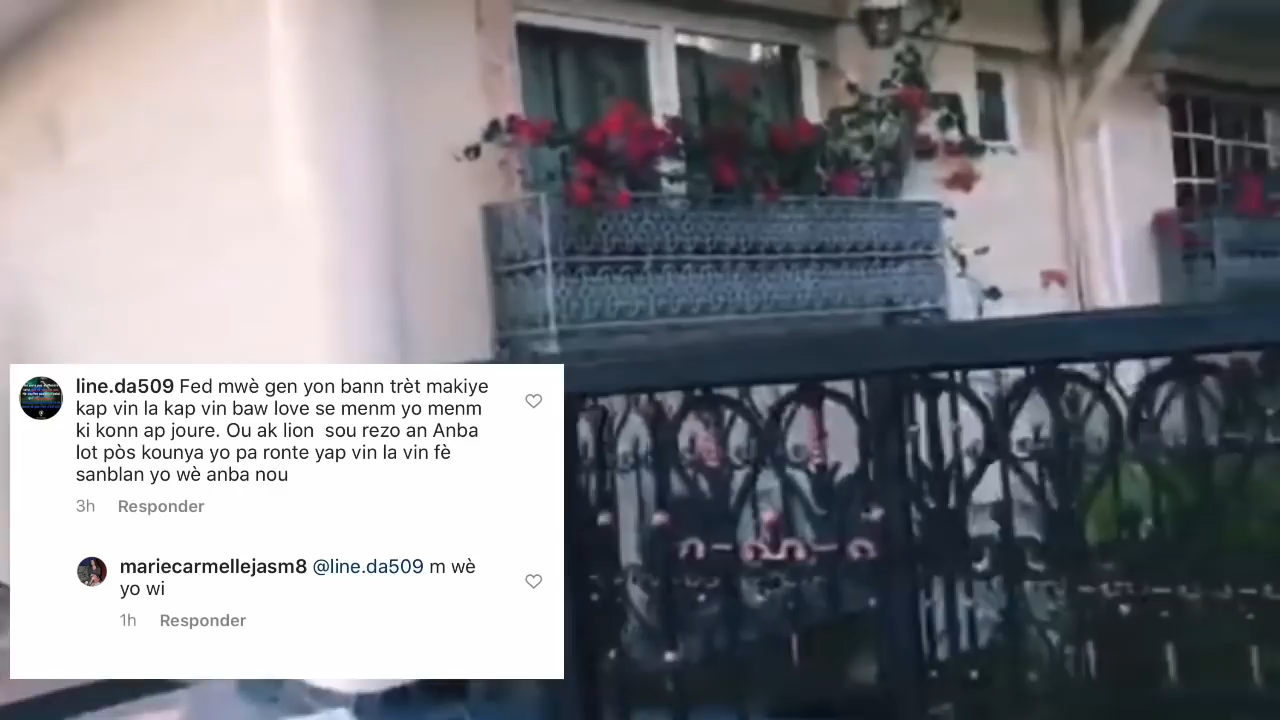 line.da509 Fed mwè gen yon bann trèt makiye
kap vin la kap vin baw love se menm yo menm
ki konn ap joure. Ou ak lion sou rezo an Anba
lot pòs kounya yo pa ronte yap vin la vin fè
sanblan yo wè anba nou
3h Responder
mariecarmellejasm8 @line.da509 m wè
yo wi
1h Responder